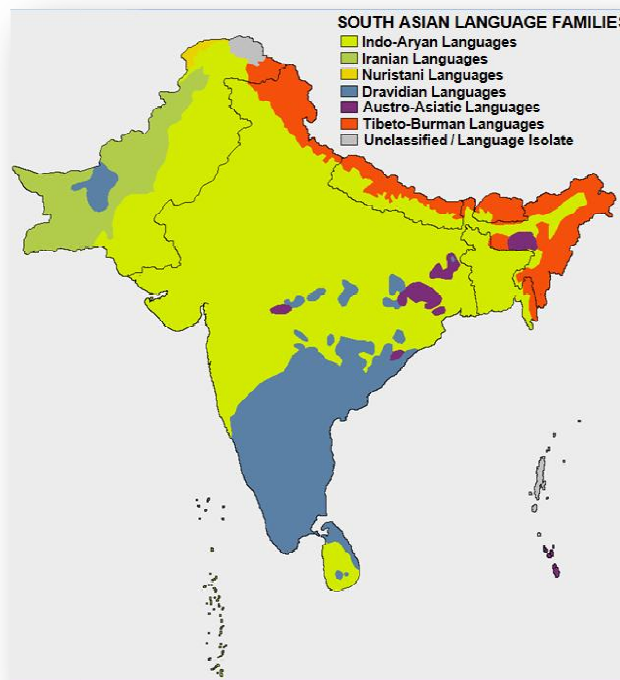 SOUTH ASIAN LANGUAGE FAMILIES
Indo-Aryan Languages
Iranian Languages
Nuristani Languages
Dravidian Languages
Austro-Asiatic Languages
Tibeto-Burman Languages
Unclassified / Language Isolate